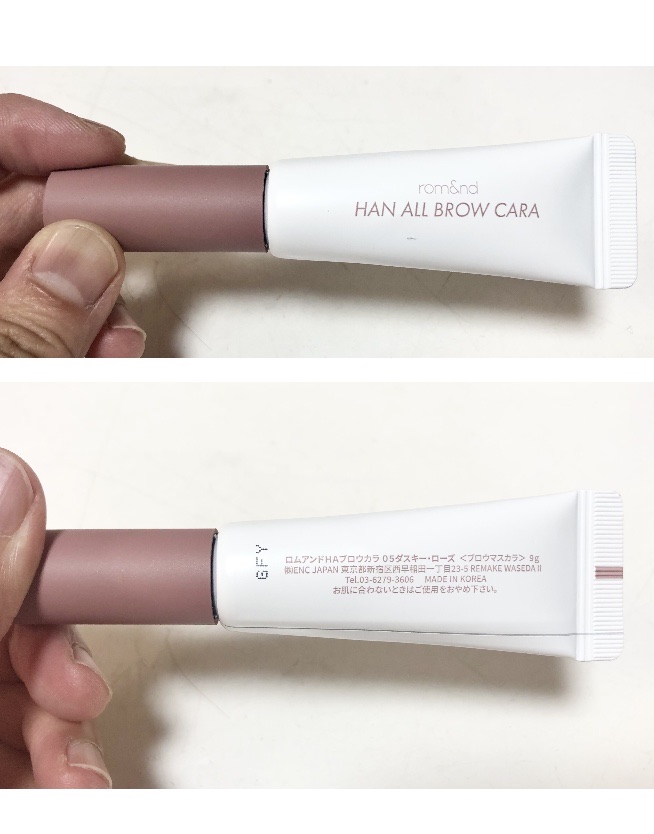 rom&nd
HAN ALL BROW CARA
GFY
ロムアンドHAブロウカラ 05ダスキー・ローズ ＜ブロウマスカラ＞ 9g
㈱ENC JAPAN 東京都新宿区西早稲田一丁目23-5 REMAKE WASEDA II
Tel.03-6279-3606 MADE IN KOREA
お肌に合わないときはご使用をおやめ下さい。